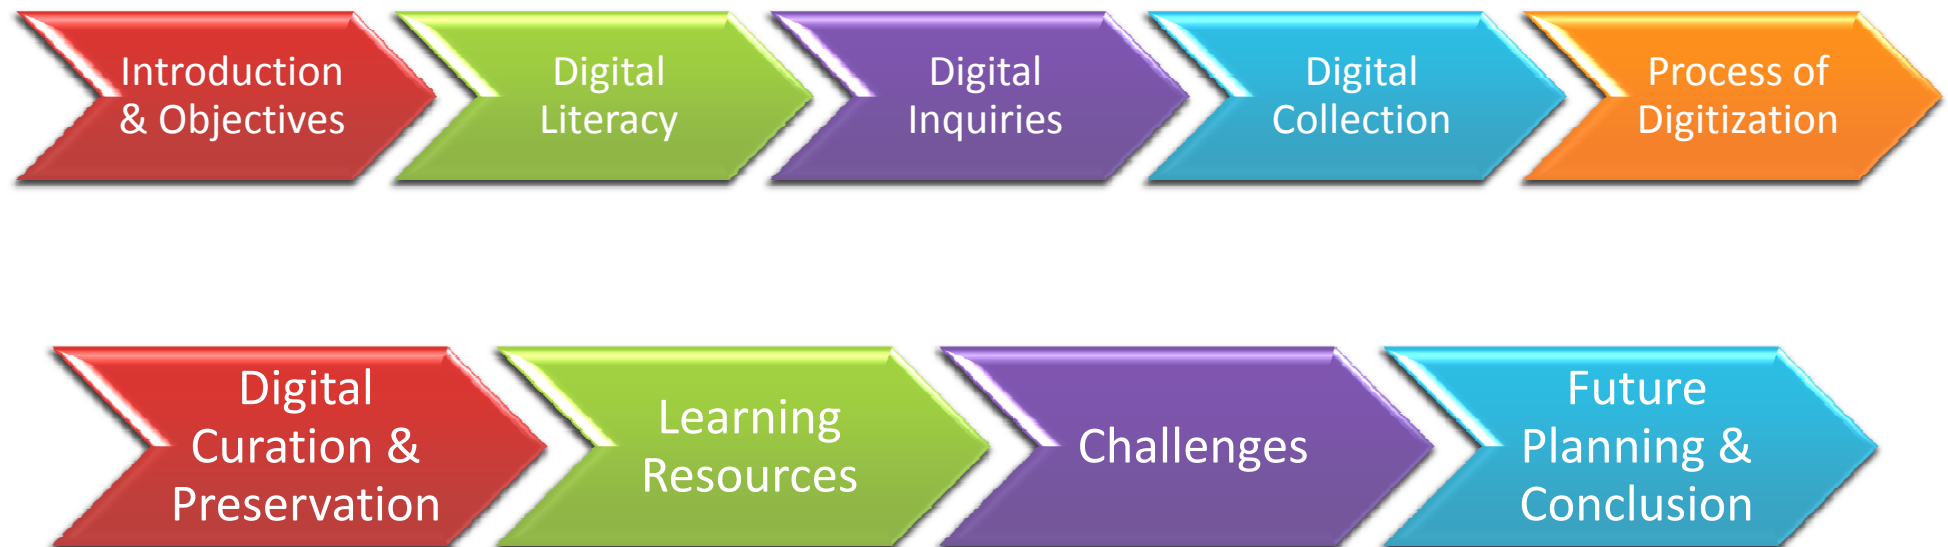 Introduction
& Objectives
Digital
Literacy
Digital
Inquiries
Digital
Collection
Process of
Digitization
Digital
Curation &
Preservation
Learning
Resources
Challenges
Future
Planning &
Conclusion